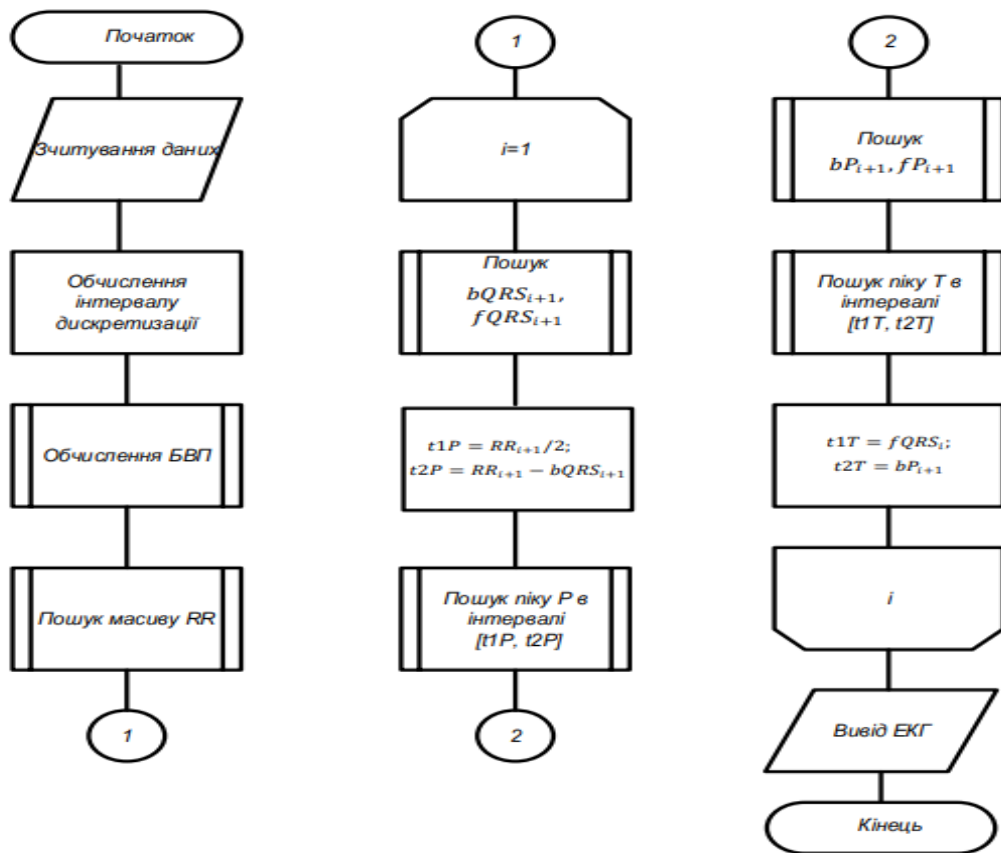 Початок
Зчитування даних
Обчислення
інтервалу
дискретизації
Обчислення БВП
Пошук масиву RR
1
1
i=1
Пошук
bQRSi+1,
fQRSi+1
t1P = RRi+1/2;
t2P = RRi+1 − bQRSi+1
Пошук піку P в
інтервалі
[t1P, t2P]
2
2
Пошук
bPi+1, fPi+1
Пошук піку T в
інтервалі
[t1T, t2T]
t1T = fQRSi;
t2T = bPi+1
i
Вивід ЕКГ
Кінець